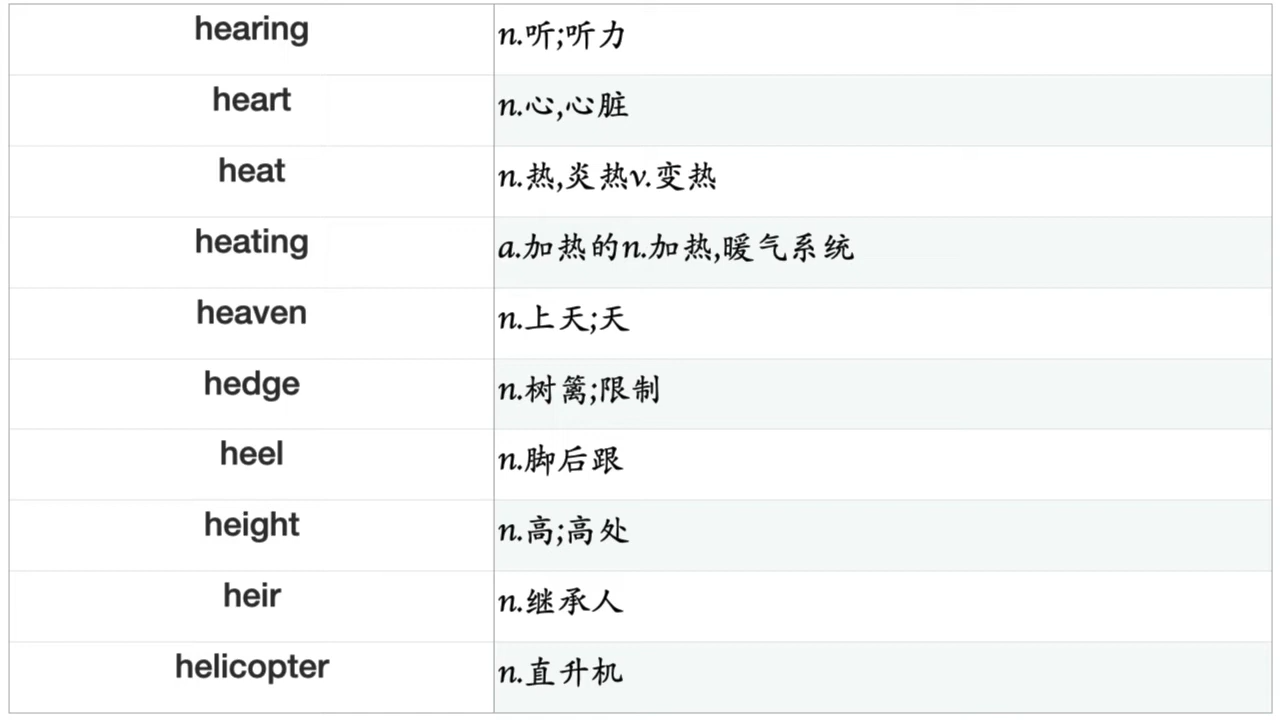 hearing n.听;听力
heart n.心,心脏
heat n.热,炎热v.变热
heating a.加热的n.加热,暖气系统
heaven n.上天;天
hedge n.树篱;限制
heel n.脚后跟
height n.高;高处
heir n.继承人
helicopter n.直升机